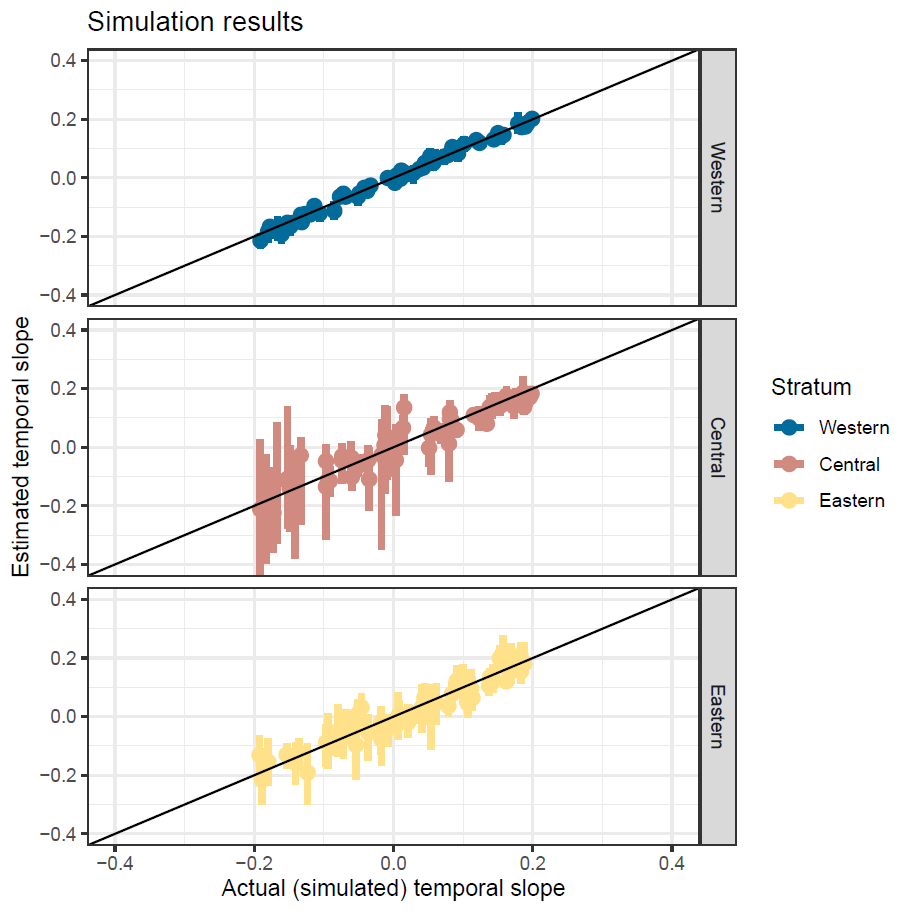 Simulation results
0.4
0.2
0.0
−0.2
−0.4
Western
0.4
0.2
0.0
−0.2
−0.4
Central
0.4
0.2
0.0
−0.2
−0.4
Eastern
Estimated temporal slope
−0.4
−0.2
0.0
0.2
0.4
Actual (simulated) temporal slope
Stratum
Western
Central
Eastern